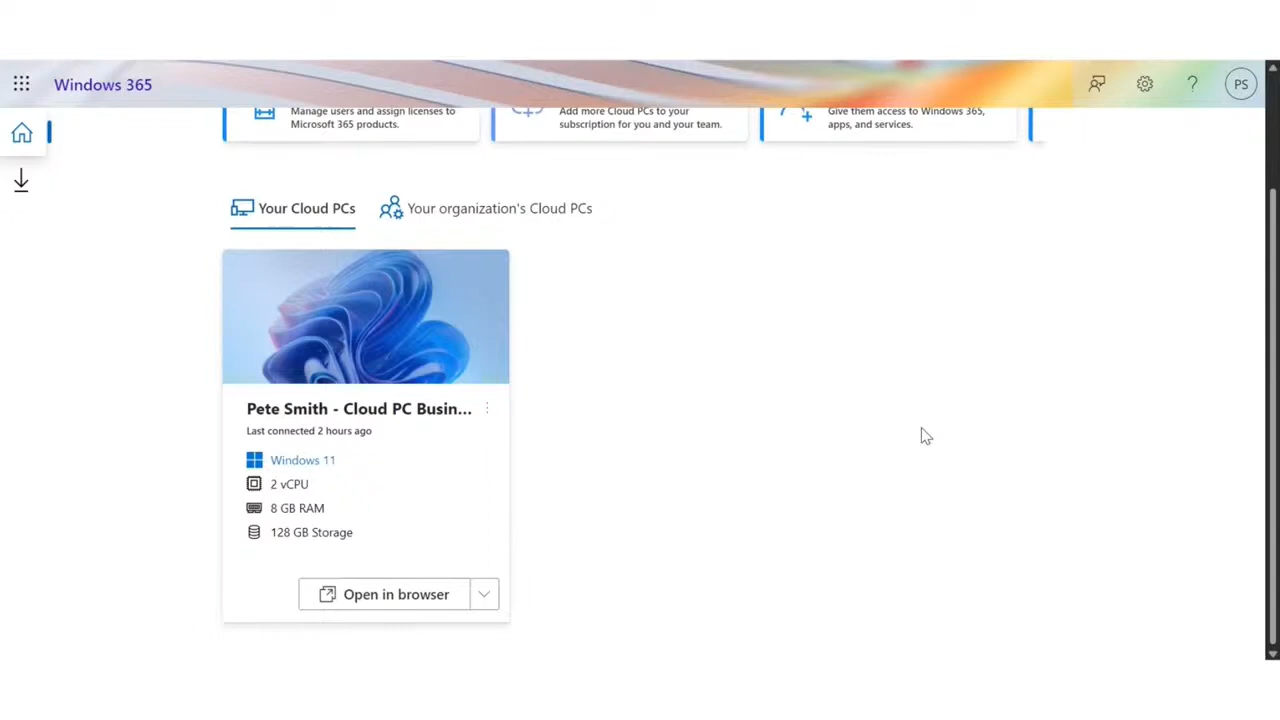 Windows 365
?
PS
Manage users and assign licenses to
Microsoft 365 products.
Add more Cloud PCs to your
subscription for you and your team.
Give them access to Windows 365,
apps, and services.
Your Cloud PCs
Your organization's Cloud PCs
Pete Smith - Cloud PC Busin...
Last connected 2 hours ago
Windows 11
2 vCPU
8 GB RAM
128 GB Storage
Open in browser